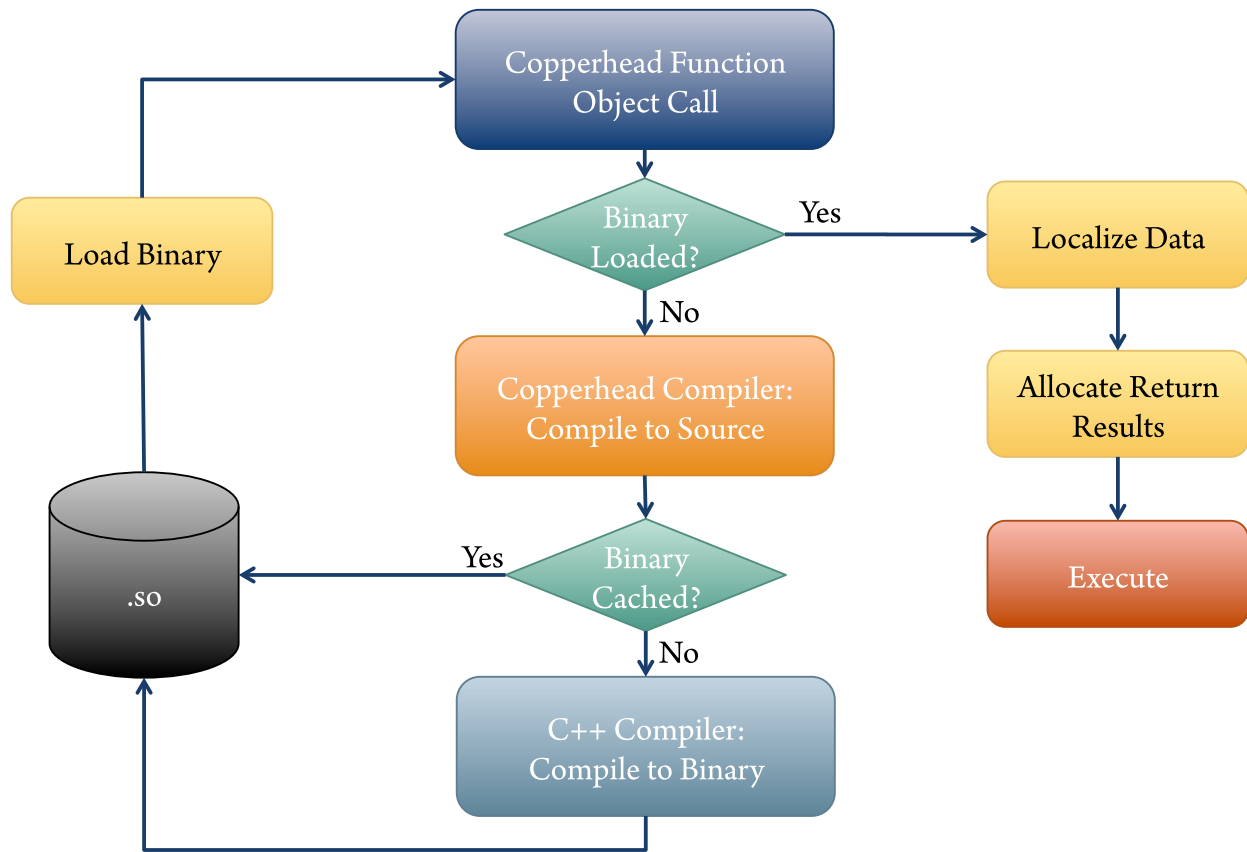 Copperhead Function
Object Call
Binary
Loaded?
Yes
Localize Data
Load Binary
No
Copperhead Compiler:
Compile to Source
Allocate Return
Results
Yes
Binary
Cached?
Execute
.so
No
C++ Compiler:
Compile to Binary